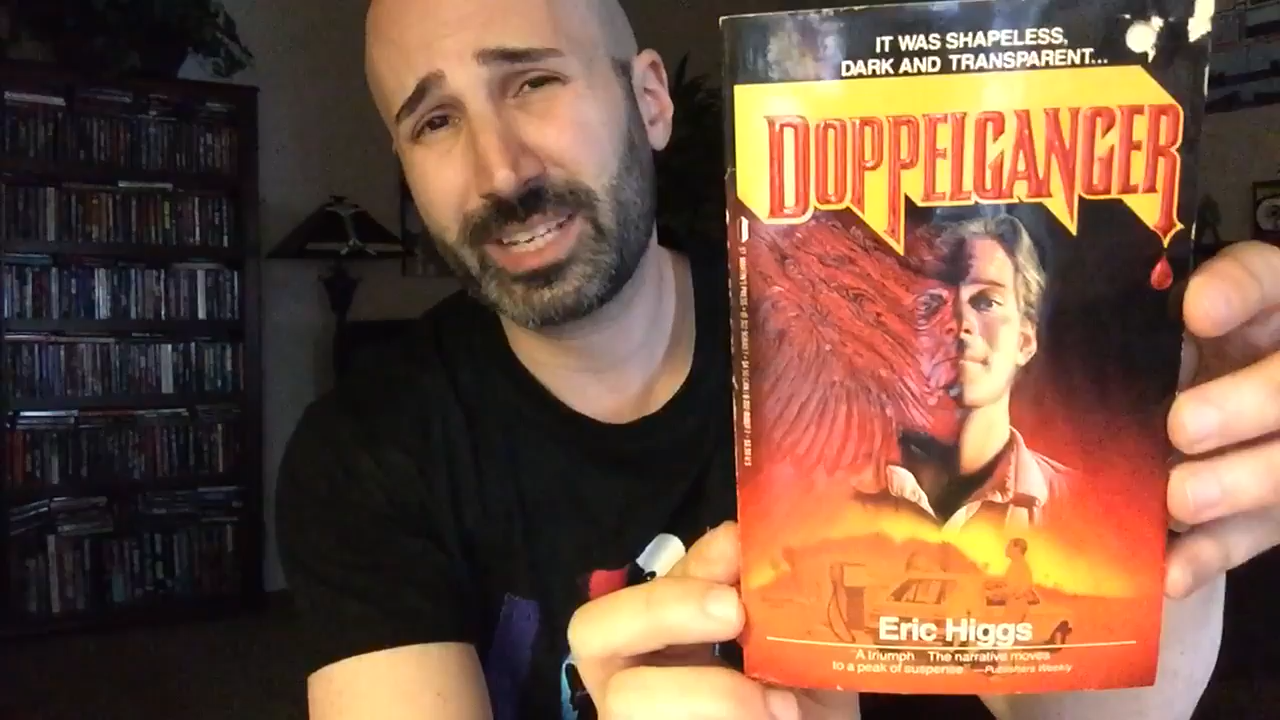 IT WAS SHAPELESS,
DARK AND TRANSPARENT...
DOPPELGANGER
Eric Higgs
"A triumph. The narrative moves
to a peak of suspense" —Publishers Weekly